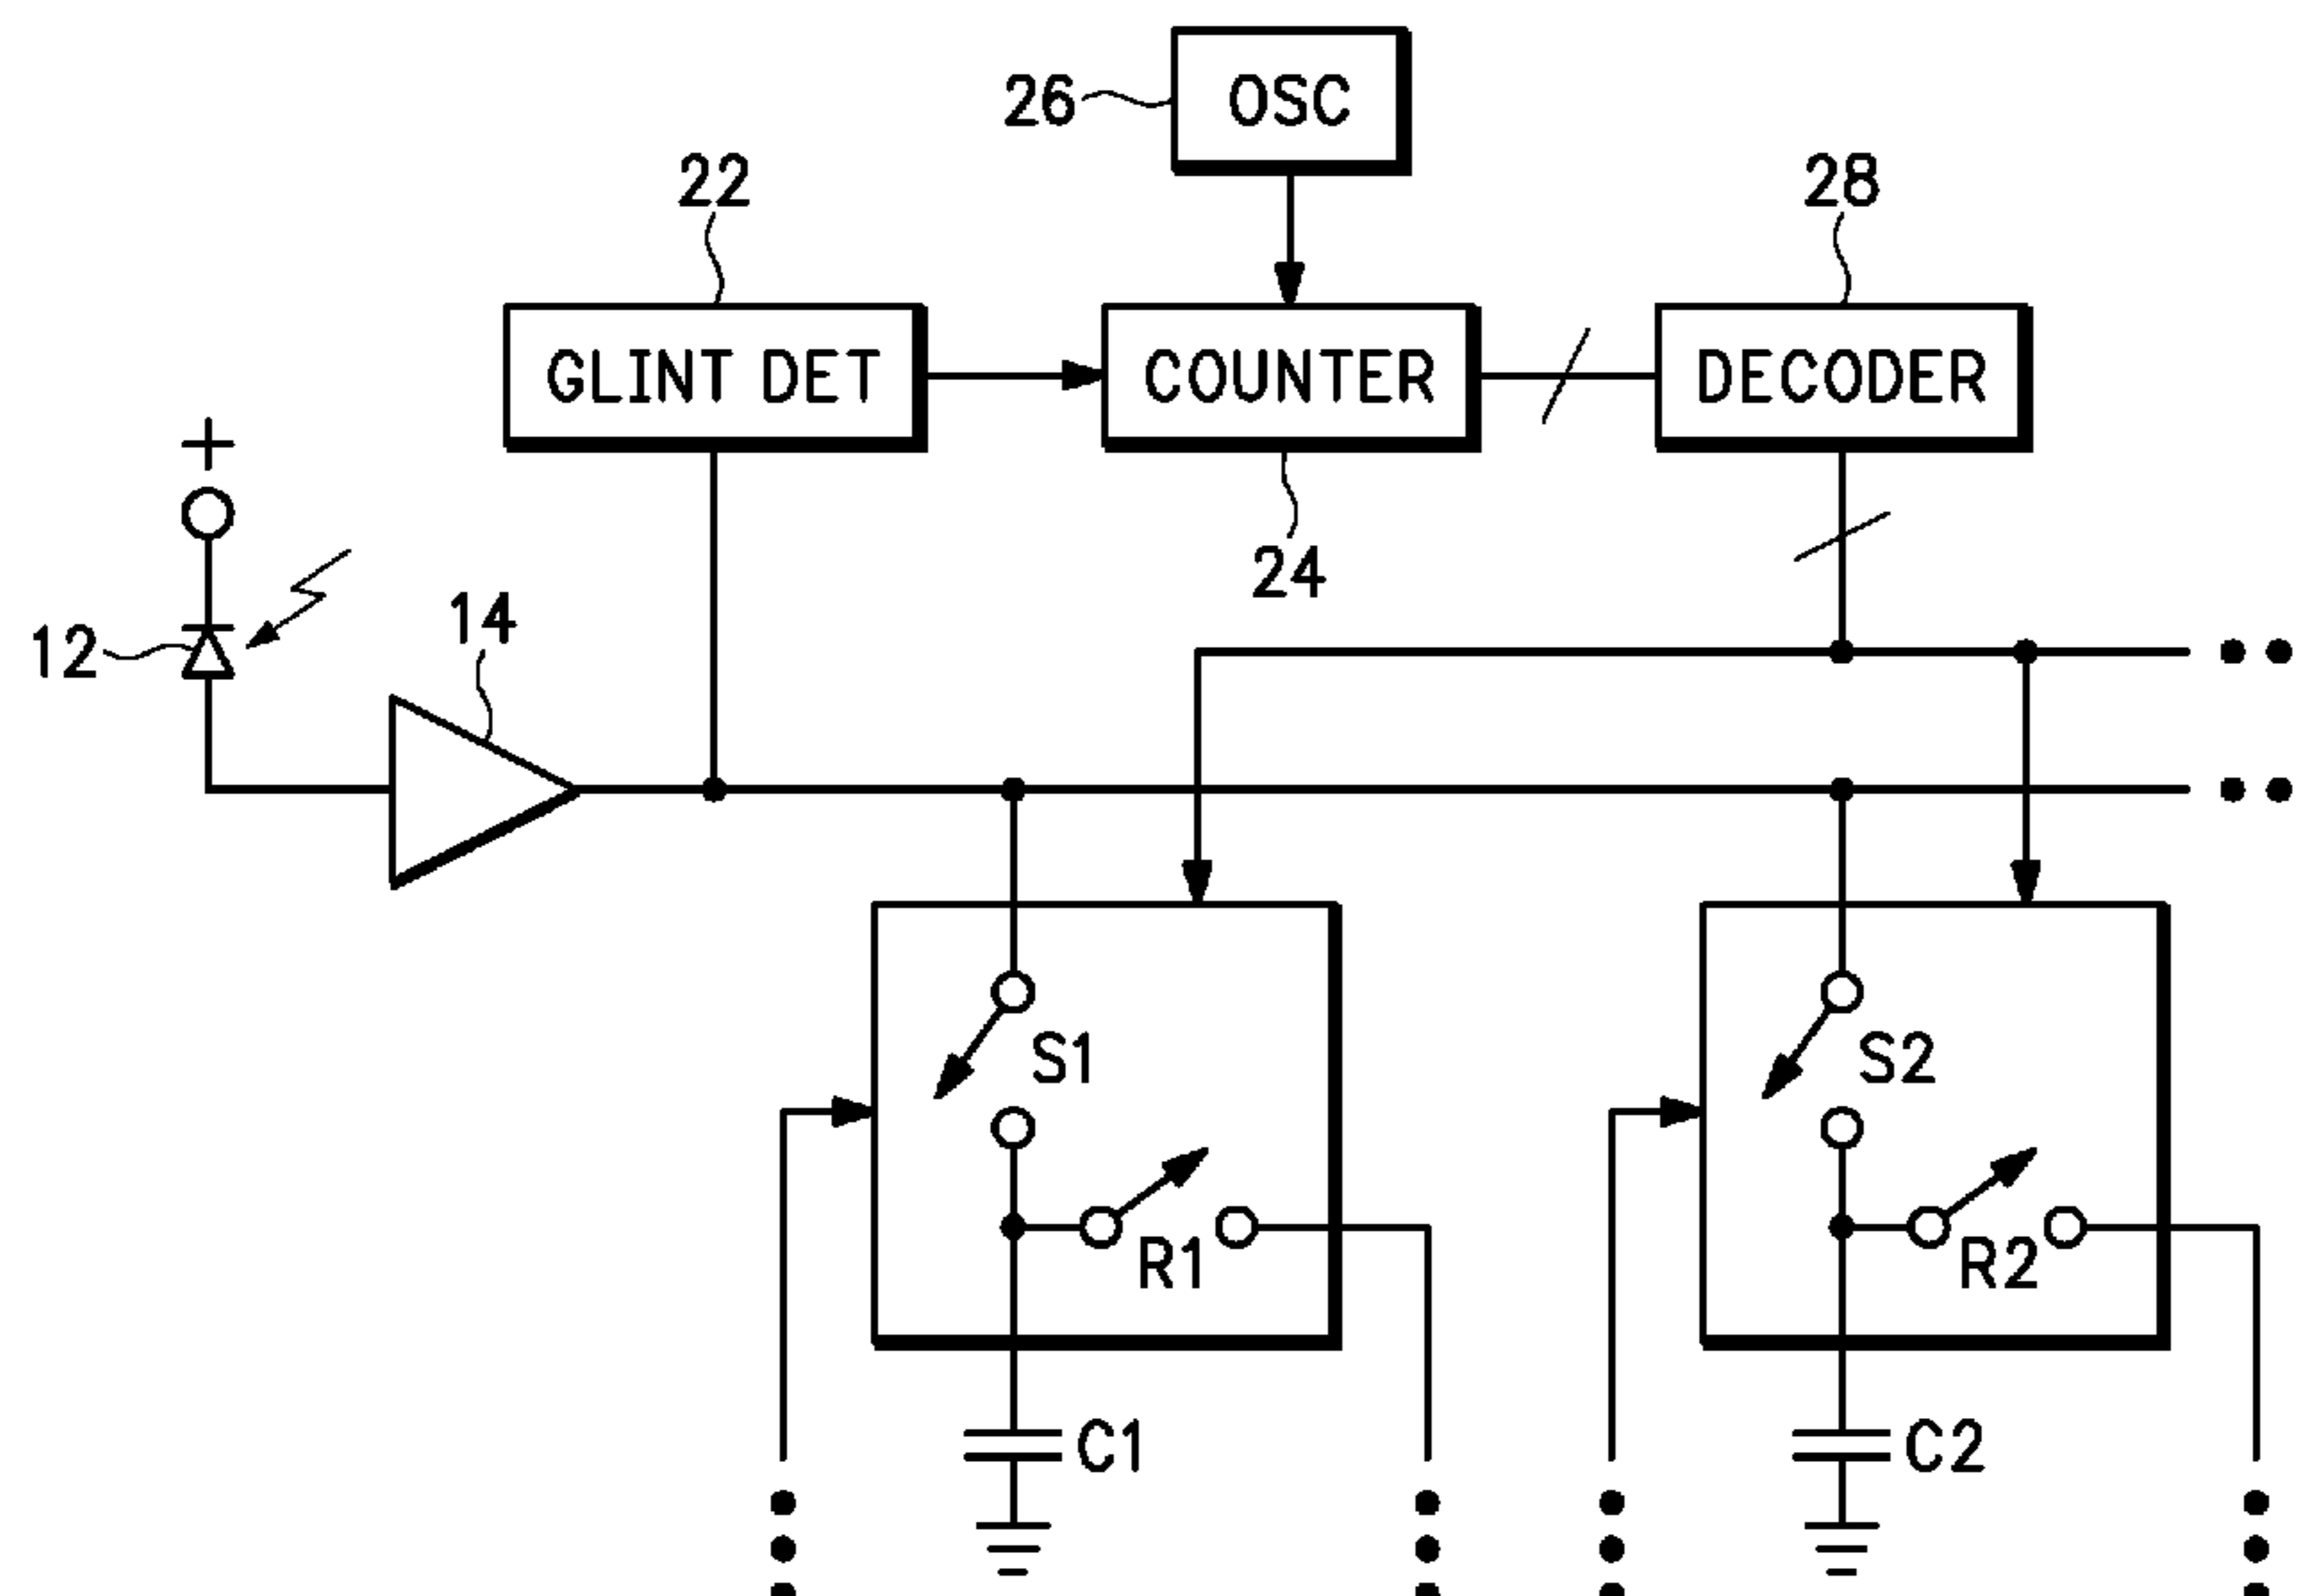 26
OSC
22
28
GLINT DET
COUNTER
DECODER
+
24
14
12
S1
S2
R1
R2
C1
C2